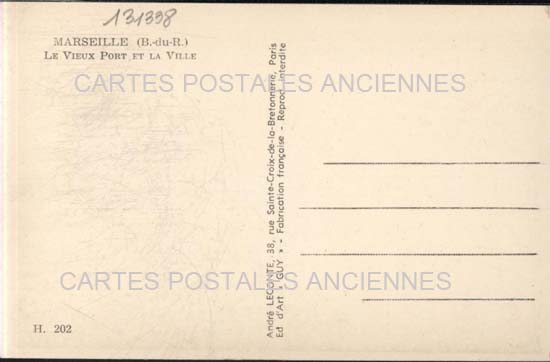 131398
MARSEILLE (B.-du-R.)
LE VIEUX PORT ET LA VILLE
CARTES POSTALES ANCIENNES
André LECONTE, 38, rue Sainte-Croix-de-la-Bretonnerie, Paris
Ed d'Art « GUY » - Fabrication française - Reprod interdite
CARTES POSTALES ANCIENNES
H. 202